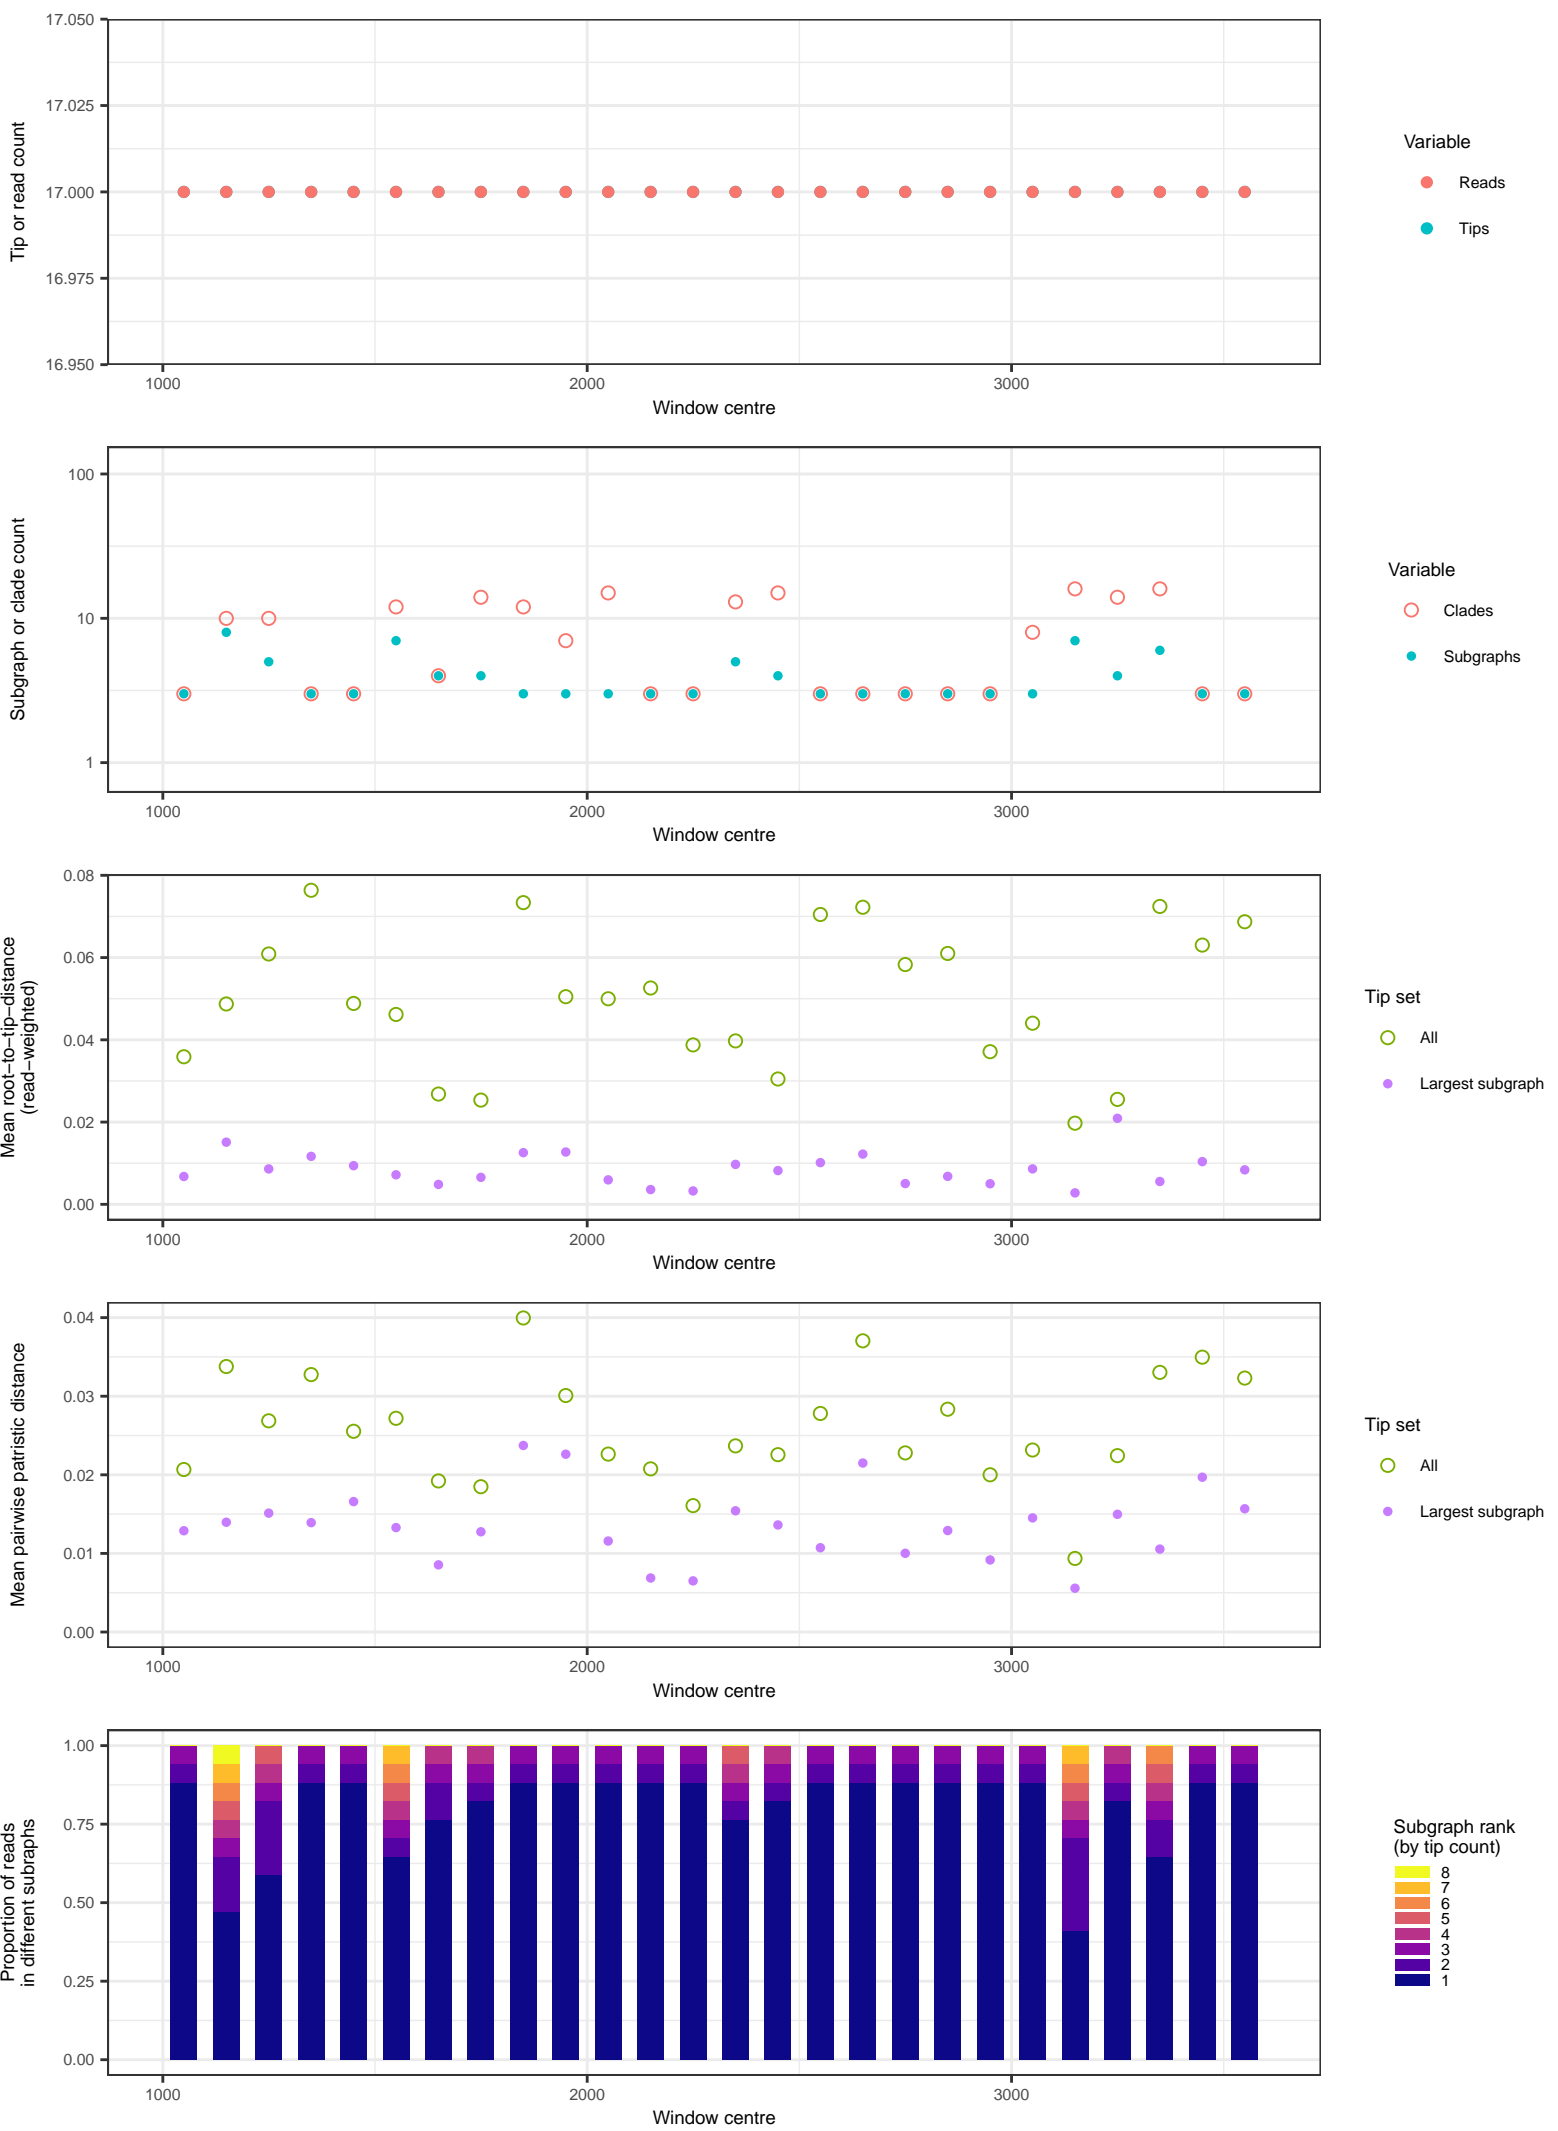 17.050
17.025
17.000
16.975
16.950
Tip or read count
1000
2000
3000
Window centre
Variable
Reads
Tips
100
10
1
Subgraph or clade count
1000
2000
3000
Window centre
Variable
Clades
Subgraphs
0.08
0.06
0.04
0.02
0.00
Mean root−to−tip−distance
(read−weighted)
1000
2000
3000
Window centre
Tip set
All
Largest subgraph
0.04
0.03
0.02
0.01
0.00
Mean pairwise patristic distance
1000
2000
3000
Window centre
Tip set
All
Largest subgraph
1.00
0.75
0.50
0.25
0.00
Proportion of reads
in different subraphs
1000
2000
3000
Window centre
Subgraph rank
(by tip count)
8
7
6
5
4
3
2
1